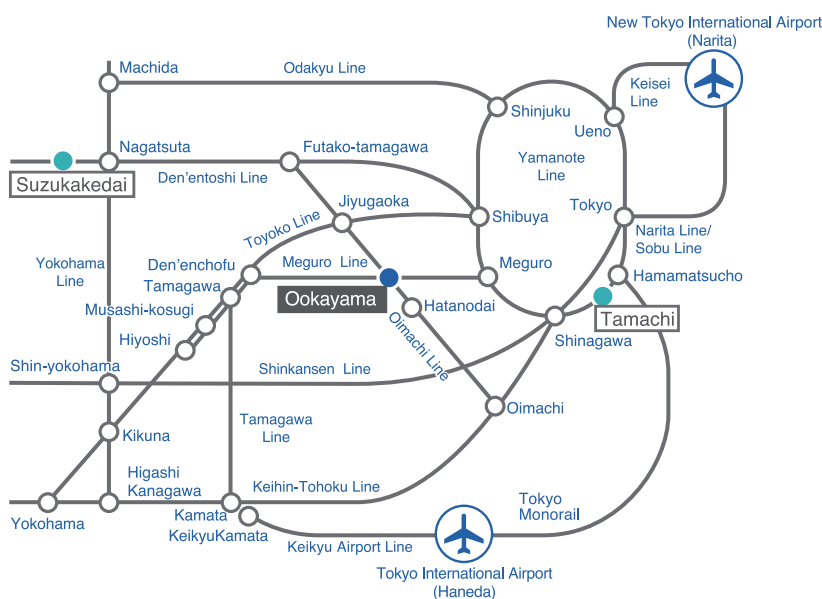 New Tokyo International Airport
(Narita)
Machida
Odakyu Line
Keisei
Line
Shinjuku
Ueno
Nagatsuta
Futako-tamagawa
Yamanote
Line
Suzukakedai
Den'entoshi Line
Jiyugaoka
Shibuya
Tokyo
Toyoko Line
Narita Line/
Sobu Line
Yokohama
Line
Den'enchofu
Meguro Line
Meguro
Hamamatsucho
Tamagawa
Ookayama
Musashi-kosugi
Hatanodai
Tamachi
Hiyoshi
Oimachi Line
Shinagawa
Shin-yokohama
Shinkansen Line
Oimachi
Tamagawa
Line
Kikuna
Higashi
Kanagawa
Keihin-Tohoku Line
Yokohama
Kamata
KeikyuKamata
Tokyo
Monorail
Keikyu Airport Line
Tokyo International Airport
(Haneda)